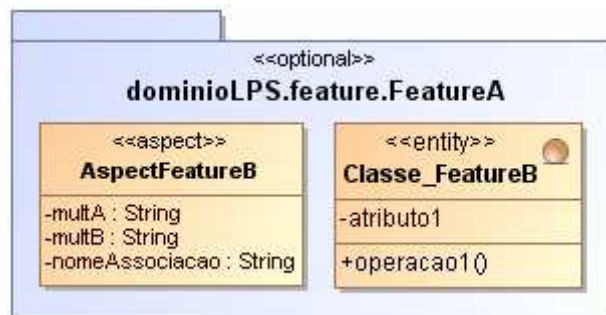 <<optional>>
dominioLPS.feature.FeatureA
<<aspect>>
AspectFeatureB
-multA : String
-multB : String
-nomeAssociacao : String
<<entity>>
Classe_FeatureB
-atributo1
+operacao1()